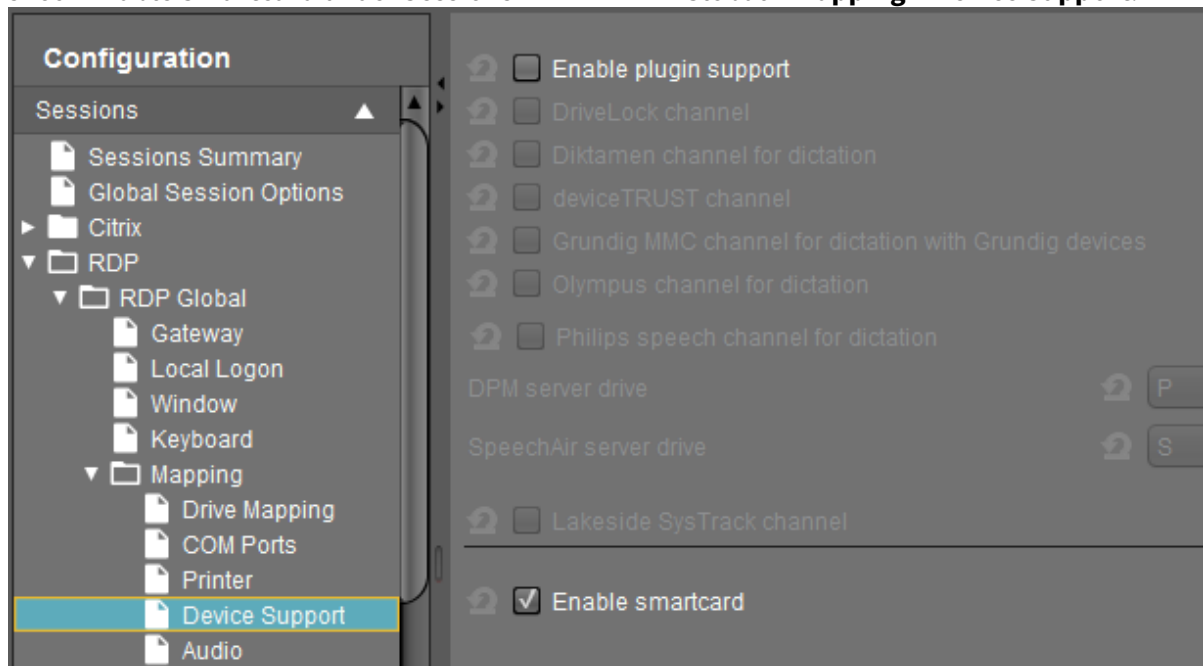 Configuration
Sessions
Sessions Summary
Global Session Options
Citrix
RDP
RDP Global
Gateway
Local Logon
Window
Keyboard
Mapping
Drive Mapping
COM Ports
Printer
Device Support
Audio
Enable plugin support
DriveLock channel
Diktamen channel for dictation
deviceTRUST channel
Grundig MMC channel for dictation with Grundig devices
Olympus channel for dictation
Philips speech channel for dictation
DPM server drive P
SpeechAir server drive S
Lakeside SysTrack channel
Enable smartcard